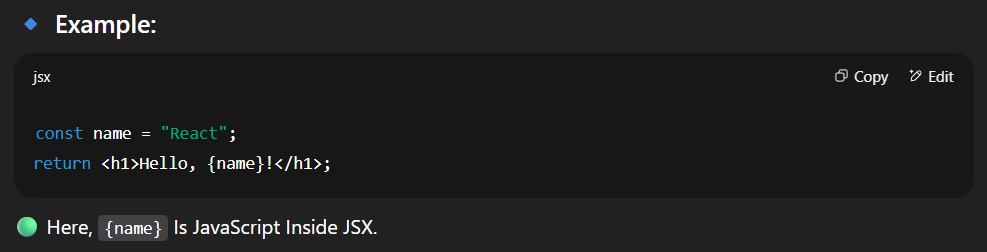 Example:
jsx
Copy
Edit
const name = "React";
return <h1>Hello, {name}!</h1>;
Here, {name} Is JavaScript Inside JSX.